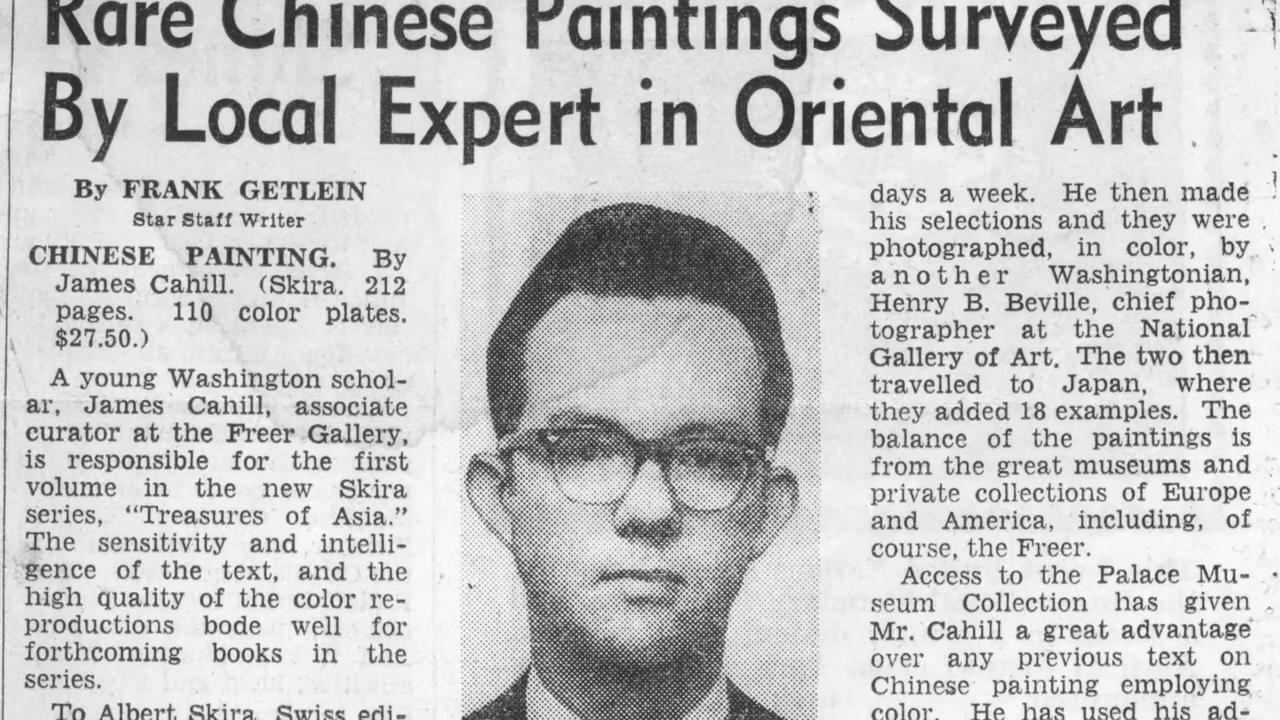 Rare Chinese Paintings Surveyed
By Local Expert in Oriental Art
By FRANK GETLEIN
Star Staff Writer
CHINESE PAINTING. By
James Cahill. (Skira. 212
pages. 110 color plates.
$27.50.)
A young Washington schol-
ar, James Cahill, associate
curator at the Freer Gallery,
is responsible for the first
volume in the new Skira
series, “Treasures of Asia.”
The sensitivity and intelli-
gence of the text, and the
high quality of the color re-
productions bode well for
forthcoming books in the
series.
To Albert Skira, Swiss edi-
days a week. He then made
his selections and they were
photographed, in color, by
another Washingtonian,
Henry B. Beville, chief pho-
tographer at the National
Gallery of Art. The two then
travelled to Japan, where
they added 18 examples. The
balance of the paintings is
from the great museums and
private collections of Europe
and America, including, of
course, the Freer.
Access to the Palace Mu-
seum Collection has given
Mr. Cahill a great advantage
over any previous text on
Chinese painting employing
color. He has used his ad-